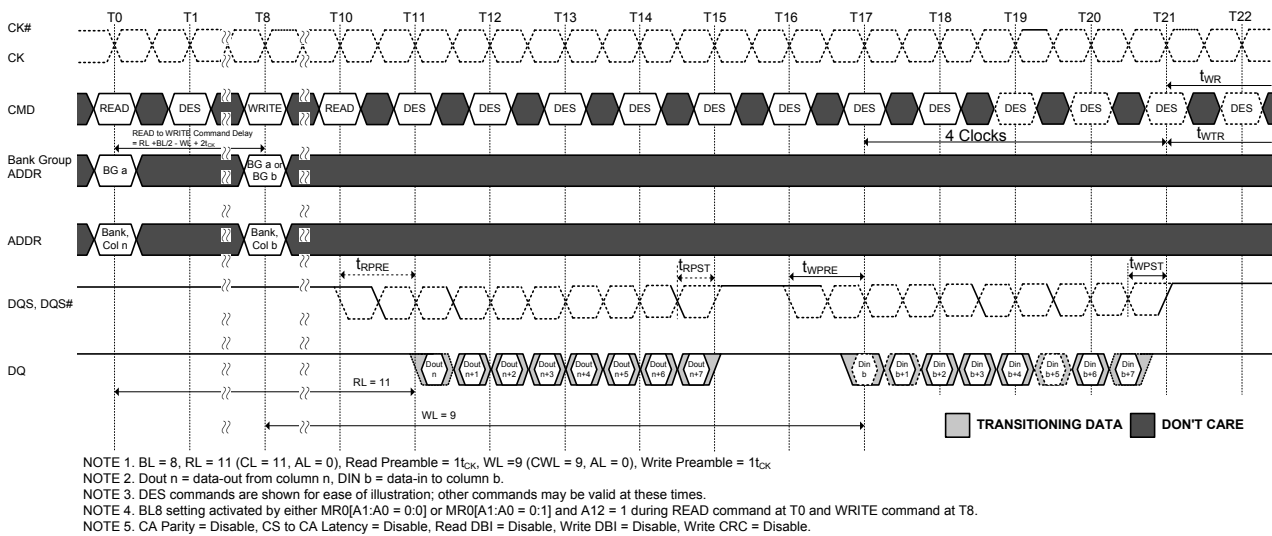 T0 T1 T8 T10 T11 T12 T13 T14 T15 T16 T17 T18 T19 T20 T21 T22
CK#
CK
tWR
CMD READ DES WRITE READ DES DES DES DES DES DES DES DES DES DES DES DES
READ to WRITE Command Delay
= RL +BL/2 - WL + 2tCK
4 Clocks
tWTR
Bank Group
ADDR
BG a
BG a or
BG b
ADDR
Bank,
Col n
Bank,
Col b
tRPRE tRPST tWPRE tWPST
DQS, DQS#
DQ
Dout n
Dout n+1
Dout n+2
Dout n+3
Dout n+4
Dout n+5
Dout n+6
Dout n+7
Din b
Din b+1
Din b+2
Din b+3
Din b+4
Din b+5
Din b+6
Din b+7
RL = 11
WL = 9
TRANSITIONING DATA DON'T CARE
NOTE 1. BL = 8, RL = 11 (CL = 11, AL = 0), Read Preamble = 1tCK, WL =9 (CWL = 9, AL = 0), Write Preamble = 1tCK
NOTE 2. Dout n = data-out from column n, DIN b = data-in to column b.
NOTE 3. DES commands are shown for ease of illustration; other commands may be valid at these times.
NOTE 4. BL8 setting activated by either MR0[A1:A0 = 0:0] or MR0[A1:A0 = 0:1] and A12 = 1 during READ command at T0 and WRITE command at T8.
NOTE 5. CA Parity = Disable, CS to CA Latency = Disable, Read DBI = Disable, Write DBI = Disable, Write CRC = Disable.